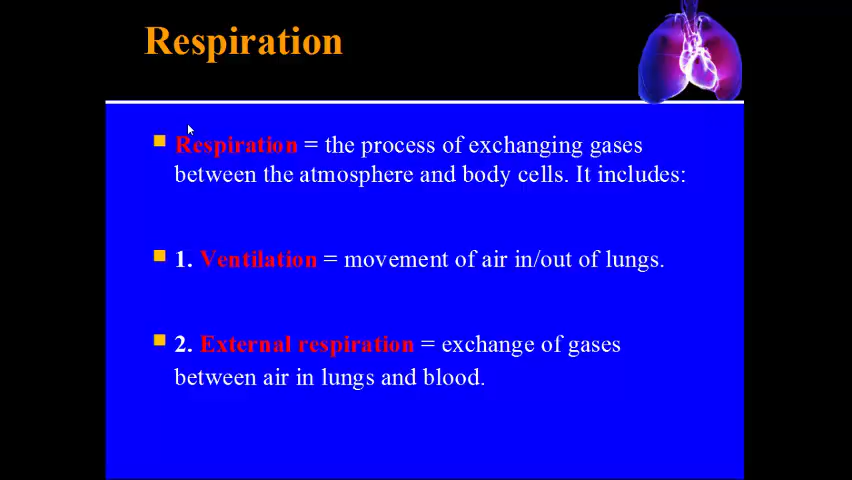 Respiration
Respiration = the process of exchanging gases
between the atmosphere and body cells. It includes:
1. Ventilation = movement of air in/out of lungs.
2. External respiration = exchange of gases
between air in lungs and blood.